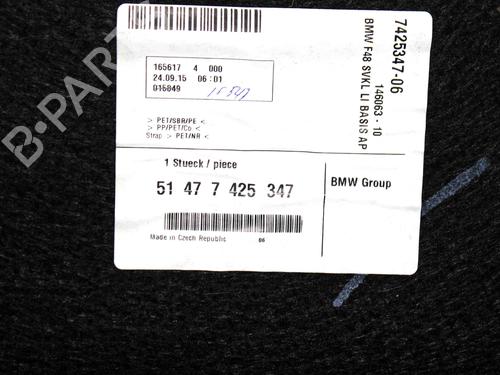 165617 4 000
24.09.15 06:01
015849
> PET/SBR/PE <
> PP/PET/Co. <
Strap > PET/NR <
1 Stueck / piece
51 47 7 425 347
Made in Czech Republic 06
BMW Group
7425347-06
146063 - 10
BMW F48 SVKL LI BASIS AP
B-PARTS